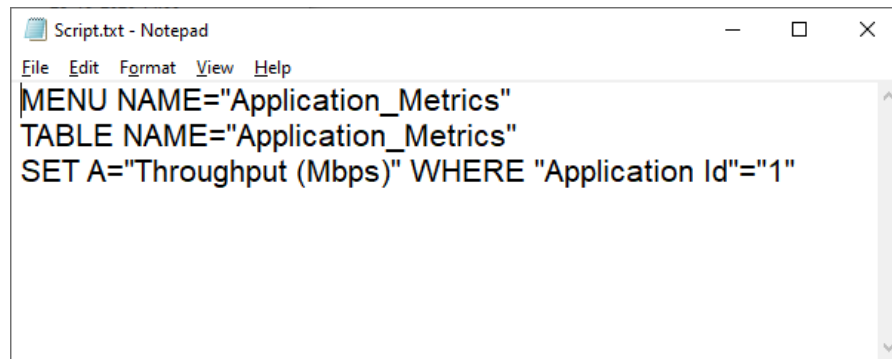 Script.txt - Notepad
File Edit Format View Help
MENU NAME="Application_Metrics"
TABLE NAME="Application_Metrics"
SET A="Throughput (Mbps)" WHERE "Application Id"="1"